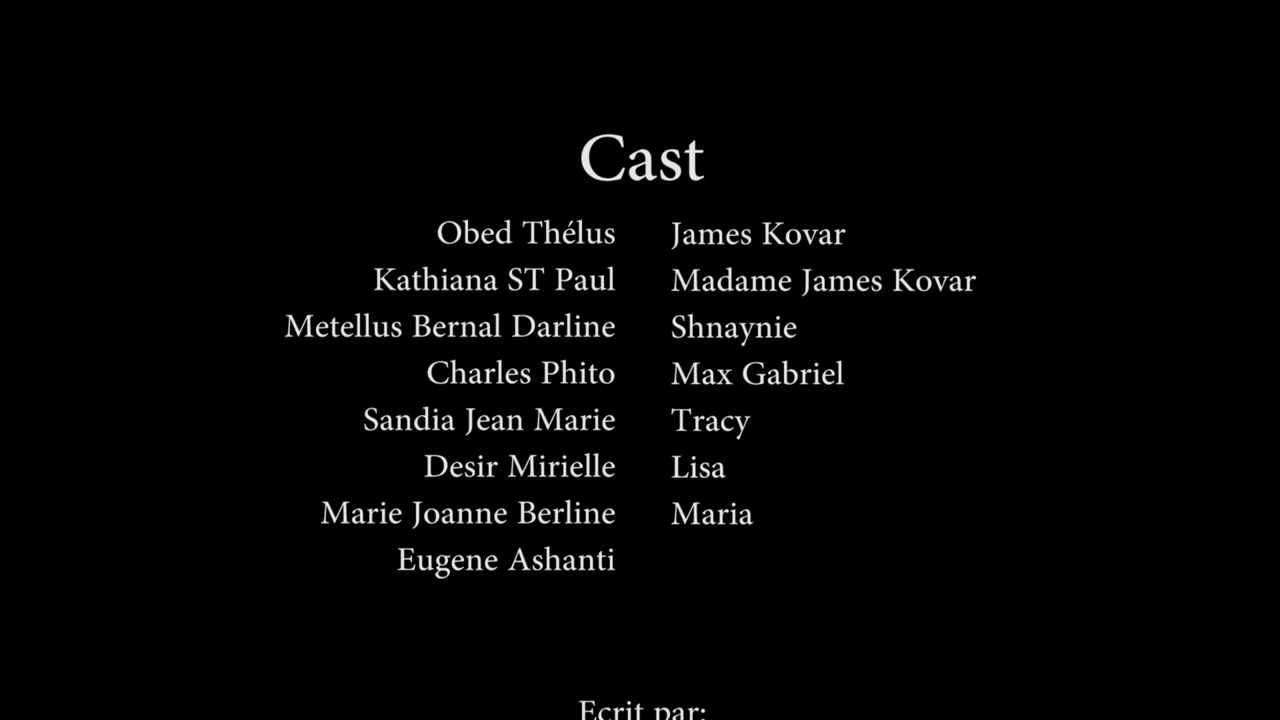 Cast
Obed Thélus James Kovar
Kathiana ST Paul Madame James Kovar
Metellus Bernal Darline Shnaynie
Charles Phito Max Gabriel
Sandia Jean Marie Tracy
Desir Mirielle Lisa
Marie Joanne Berline Maria
Eugene Ashanti
Ecrit par: